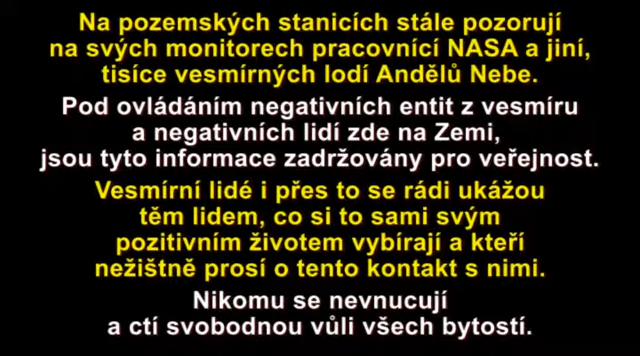 Na pozemských stanicích stále pozorují
na svých monitorech pracovnící NASA a jiní,
tisíce vesmírných lodí Andělů Nebe.
Pod ovládáním negativních entit z vesmíru
a negativních lidí zde na Zemi,
jsou tyto informace zadržovány pro veřejnost.
Vesmírní lidé i přes to se rádi ukážou
těm lidem, co si to sami svým
pozitivním životem vybírají a kteří
nežištně prosí o tento kontakt s nimi.
Nikomu se nevnucují
a ctí svobodnou vůli všech bytostí.